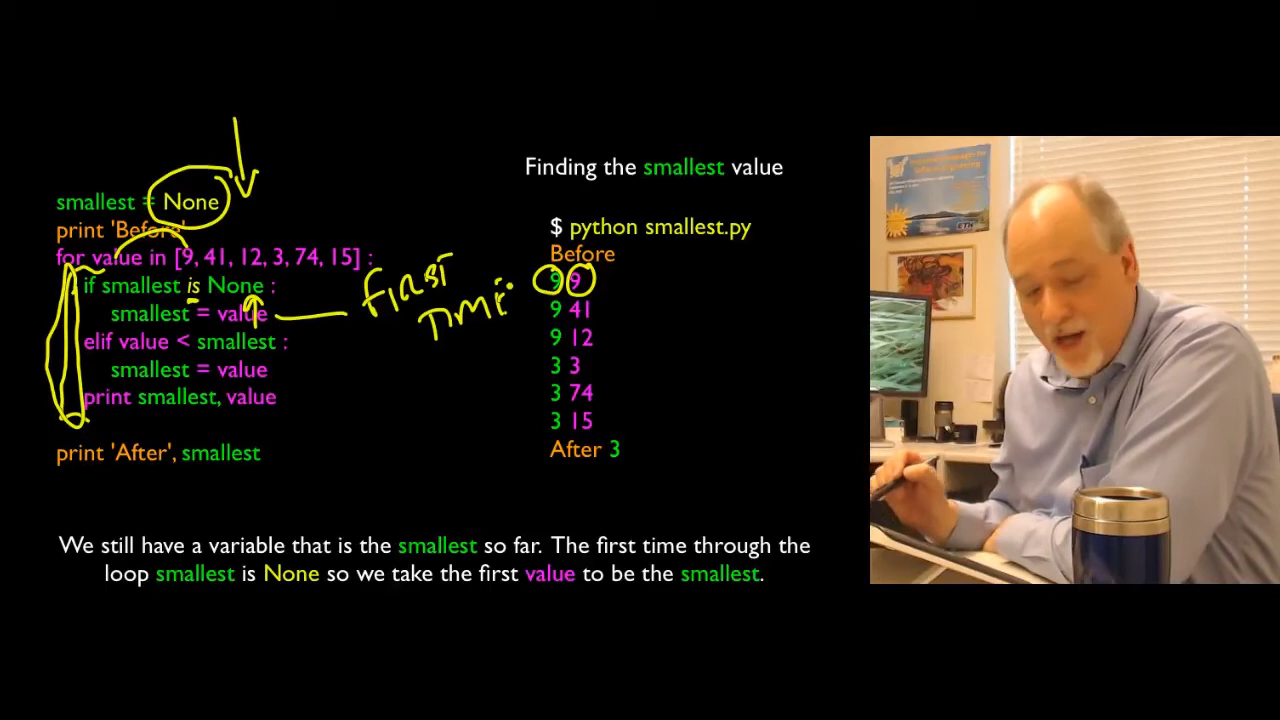 Finding the smallest value
smallest = None
print 'Before'
for value in [9, 41, 12, 3, 74, 15] :
if smallest is None :
smallest = value
elif value < smallest :
smallest = value
print smallest, value
print 'After', smallest
FIRST
TIME.
$ python smallest.py
Before
9 9
9 41
9 12
3 3
3 74
3 15
After 3
We still have a variable that is the smallest so far. The first time through the
loop smallest is None so we take the first value to be the smallest.
ETH